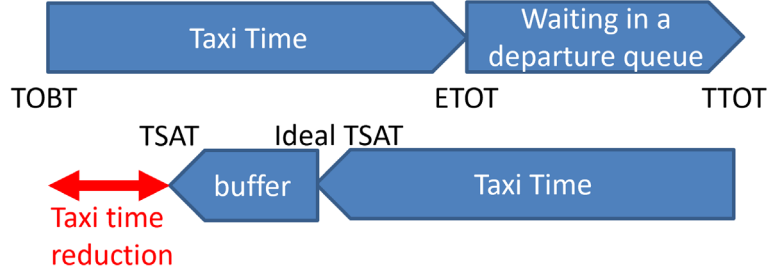 Taxi Time
Waiting in a
departure queue
TOBT
ETOT
TTOT
TSAT
Ideal TSAT
buffer
Taxi Time
Taxi time
reduction